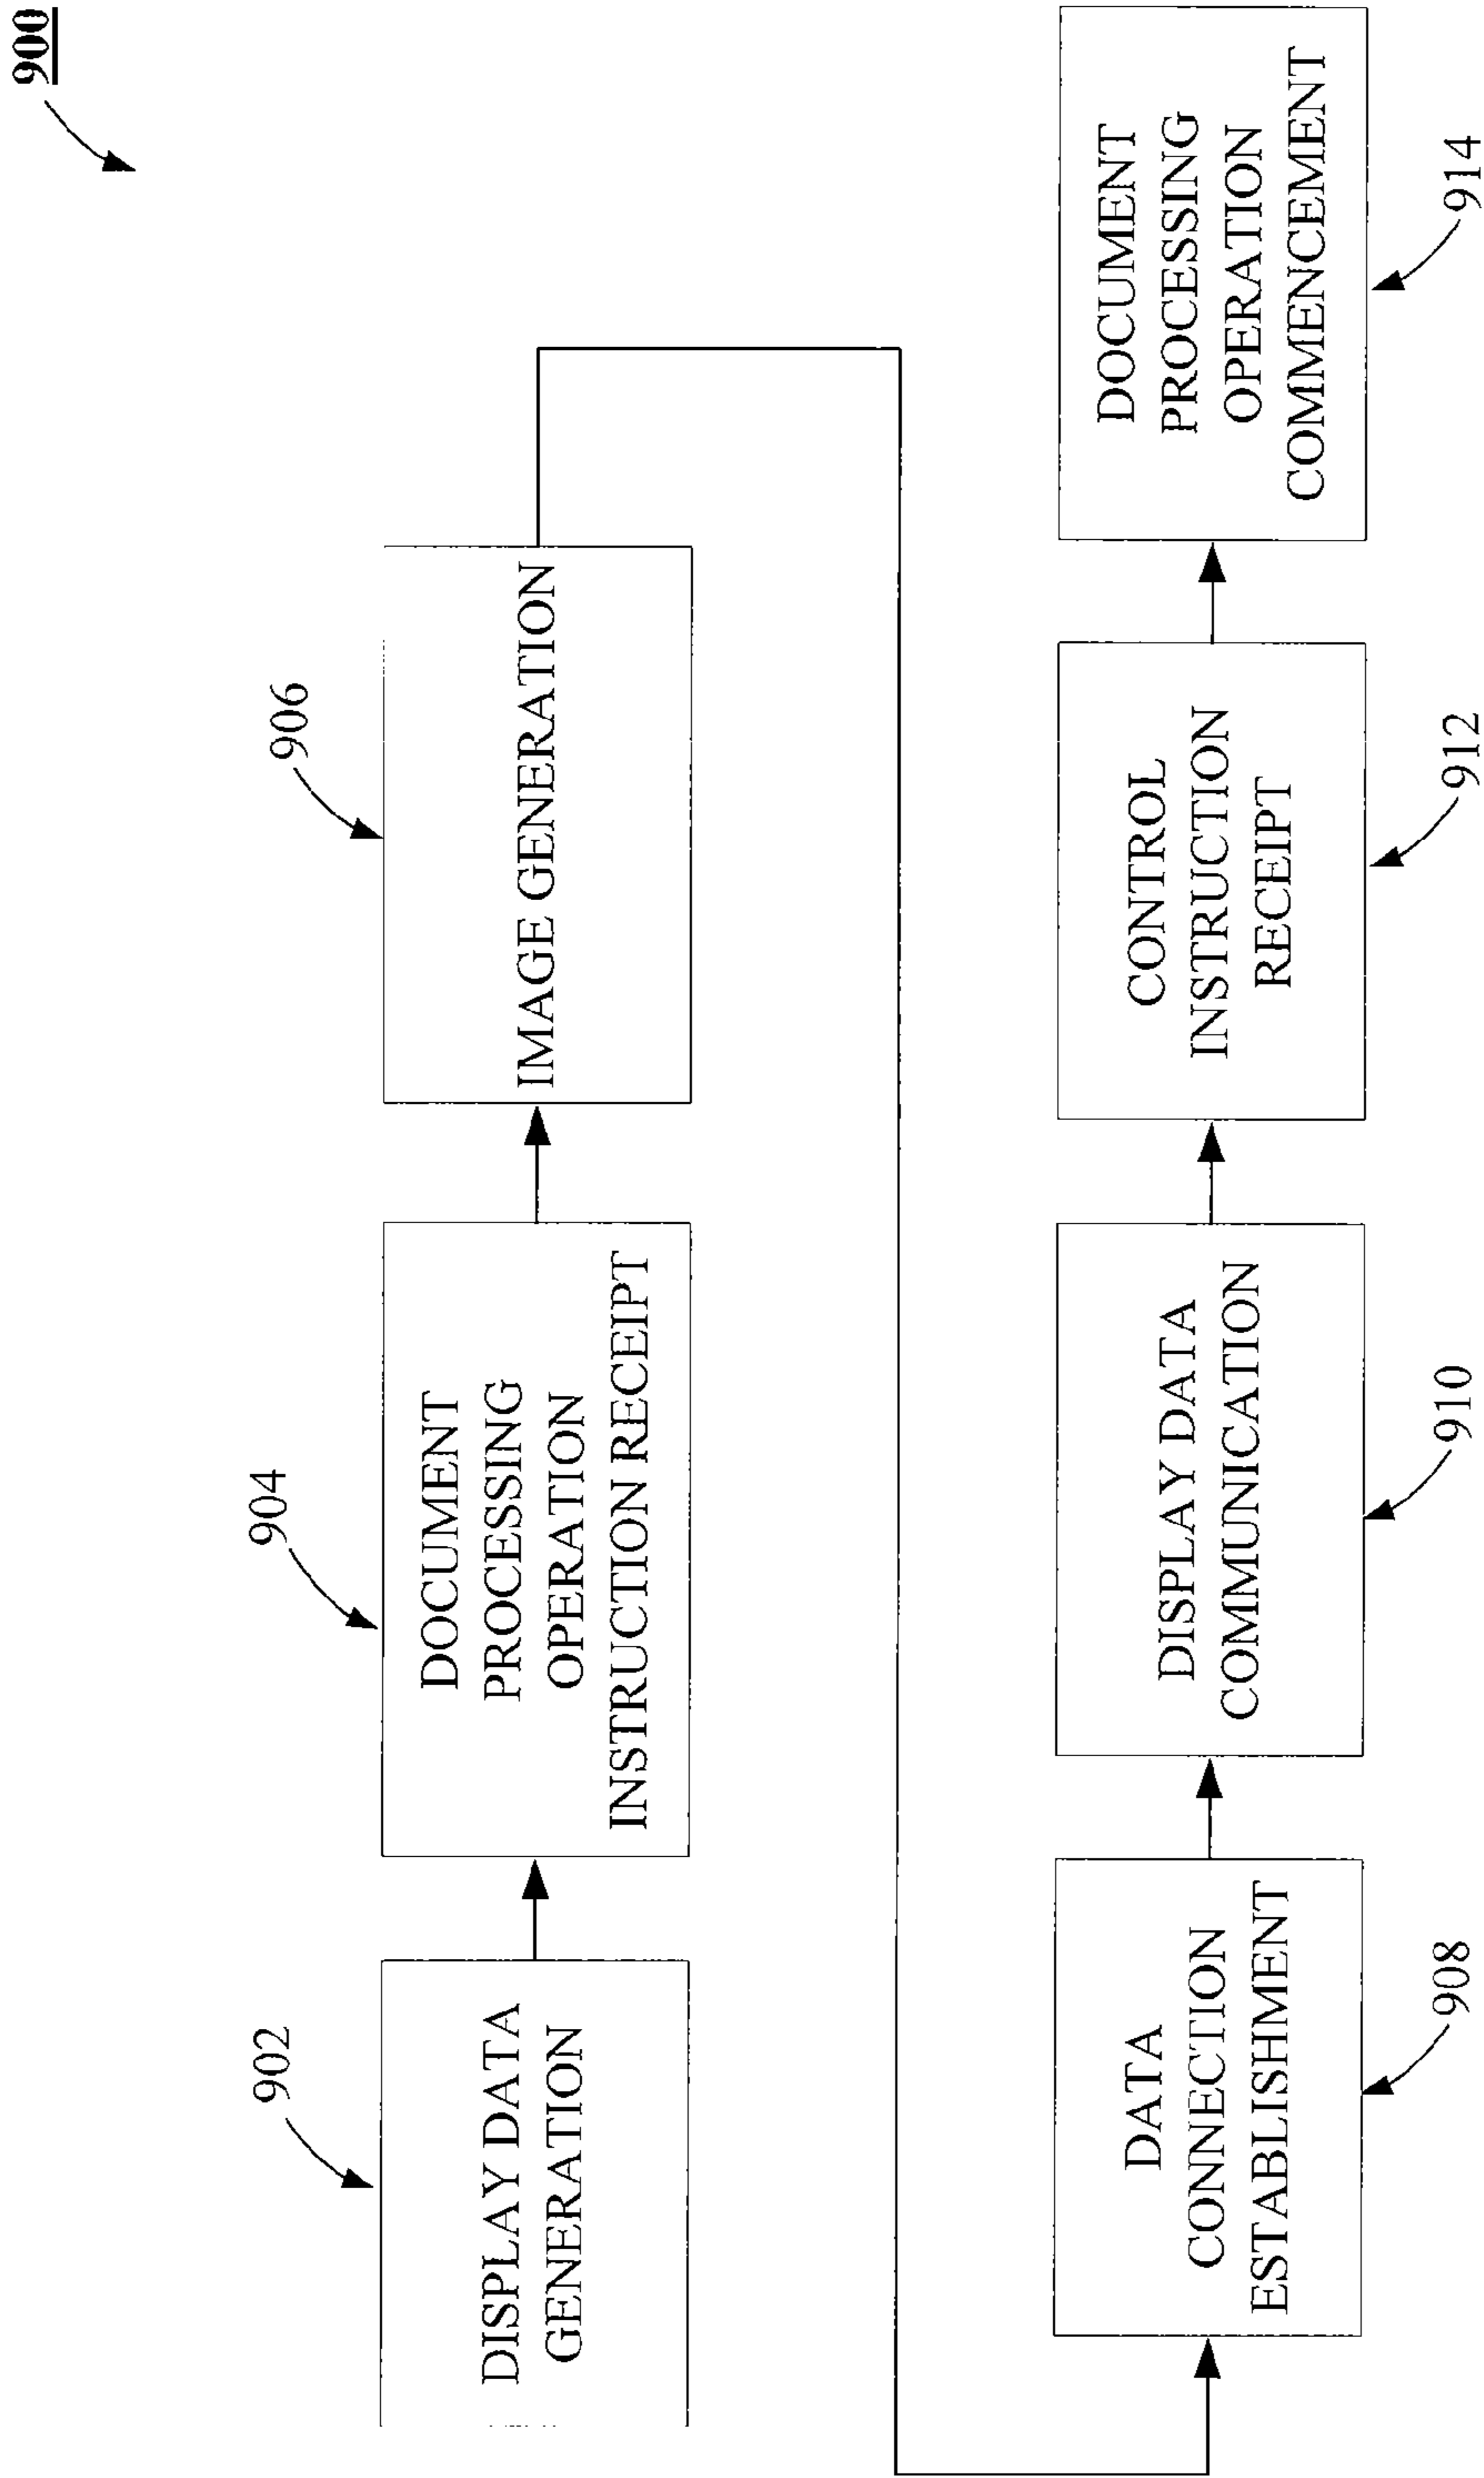 900
902
DISPLAY DATA
GENERATION
904
DOCUMENT
PROCESSING
OPERATION
INSTRUCTION RECEIPT
906
IMAGE GENERATION
DATA
CONNECTION
ESTABLISHMENT
908
DISPLAY DATA
COMMUNICATION
910
CONTROL
INSTRUCTION
RECEIPT
912
DOCUMENT
PROCESSING
OPERATION
COMMENCEMENT
914